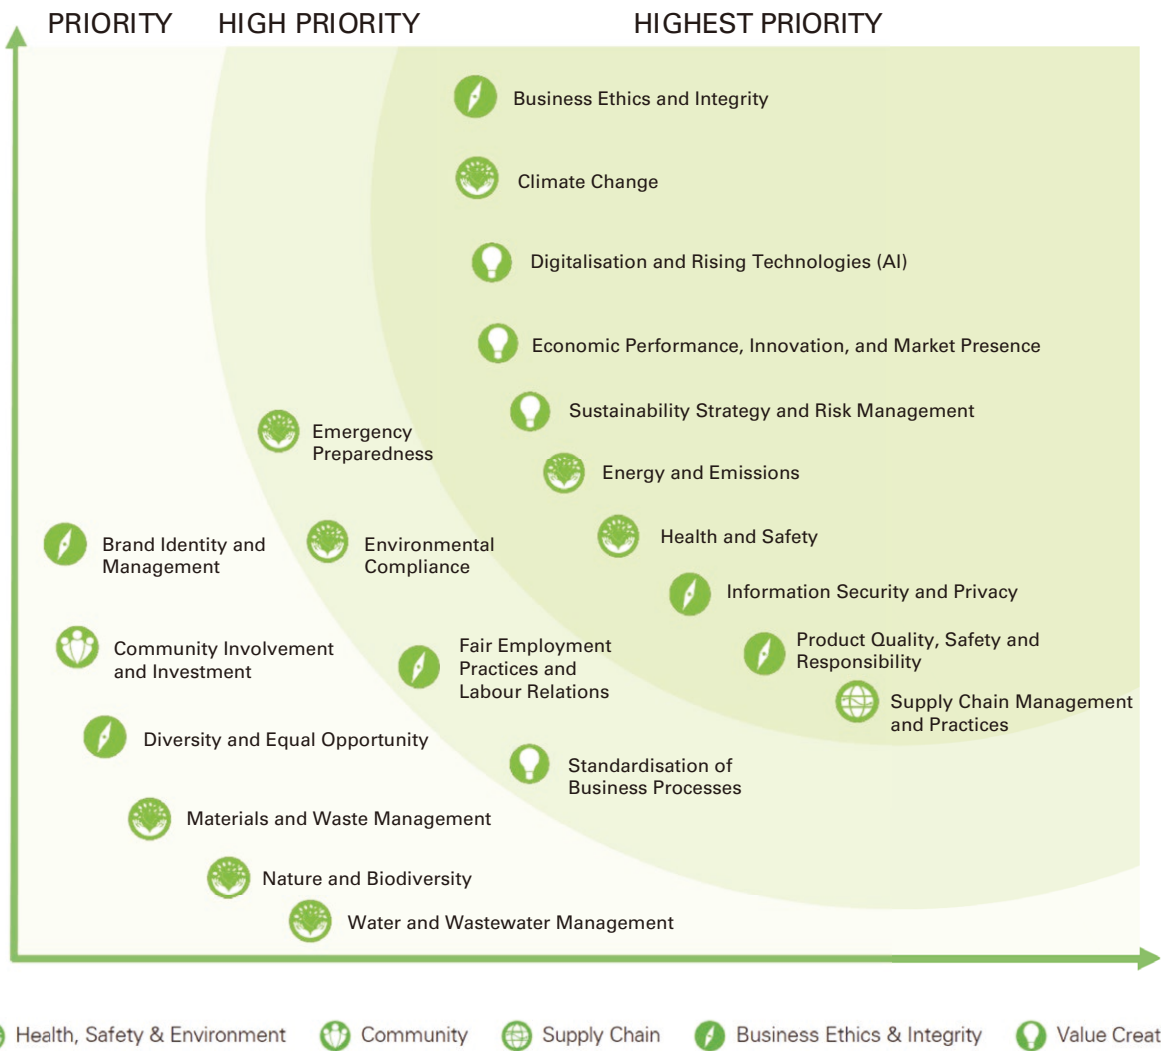 PRIORITY
HIGH PRIORITY
HIGHEST PRIORITY
Business Ethics and Integrity
Climate Change
Digitalisation and Rising Technologies (AI)
Economic Performance, Innovation, and Market Presence
Sustainability Strategy and Risk Management
Emergency
Preparedness
Energy and Emissions
Health and Safety
Brand Identity and
Management
Environmental
Compliance
Information Security and Privacy
Product Quality, Safety and
Responsibility
Community Involvement
and Investment
Fair Employment
Practices and
Labour Relations
Supply Chain Management
and Practices
Diversity and Equal Opportunity
Standardisation of
Business Processes
Materials and Waste Management
Nature and Biodiversity
Water and Wastewater Management
Health, Safety & Environment
Community
Supply Chain
Business Ethics & Integrity
Value Creat